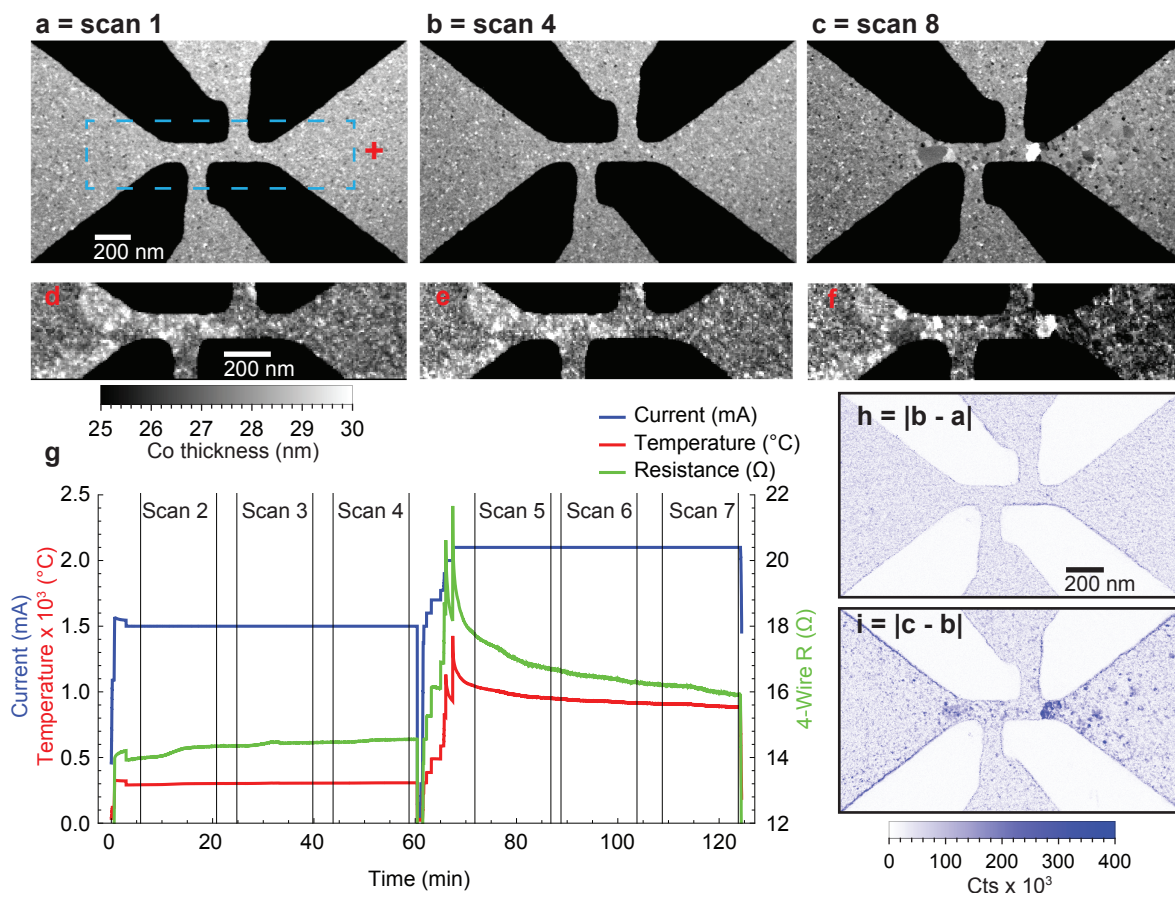 a = scan 1
b = scan 4
c = scan 8
+
200 nm
d
e
f
200 nm
25 26 27 28 29 30
Co thickness (nm)
Current (mA)
Temperature (°C)
Resistance (Ω)
g
2.5
2.0
1.5
1.0
0.5
0.0
Current (mA)
Temperature x 10³ (°C)
Scan 2
Scan 3
Scan 4
Scan 5
Scan 6
Scan 7
22
20
18
16
14
12
4-Wire R (Ω)
0 20 40 60 80 100 120
Time (min)
h = |b - a|
200 nm
i = |c - b|
0 100 200 300 400
Cts x 10³